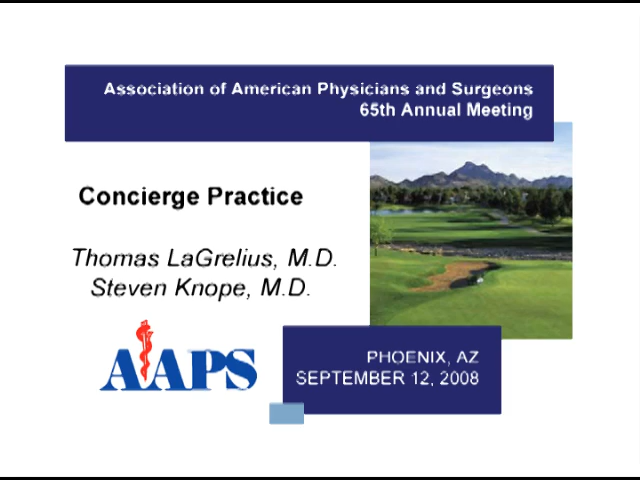 Association of American Physicians and Surgeons
65th Annual Meeting
Concierge Practice
Thomas LaGrelius, M.D.
Steven Knope, M.D.
AAPS
PHOENIX, AZ
SEPTEMBER 12, 2008